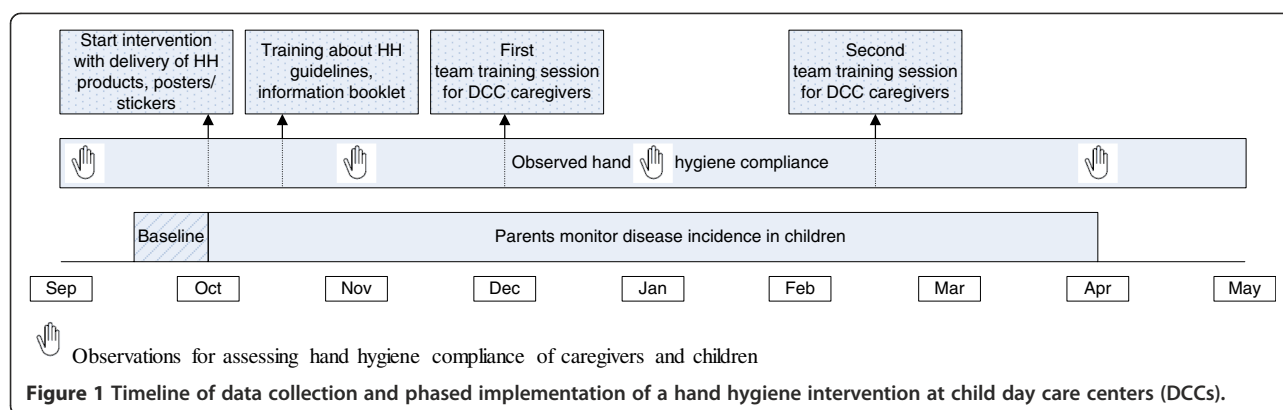 Start intervention
with delivery of HH
products, posters/
stickers
Training about HH
guidelines,
information booklet
First
team training session
for DCC caregivers
Second
team training session
for DCC caregivers
Observed hand hygiene compliance
Baseline
Parents monitor disease incidence in children
Sep Oct Nov Dec Jan Feb Mar Apr May
Observations for assessing hand hygiene compliance of caregivers and children
Figure 1 Timeline of data collection and phased implementation of a hand hygiene intervention at child day care centers (DCCs).